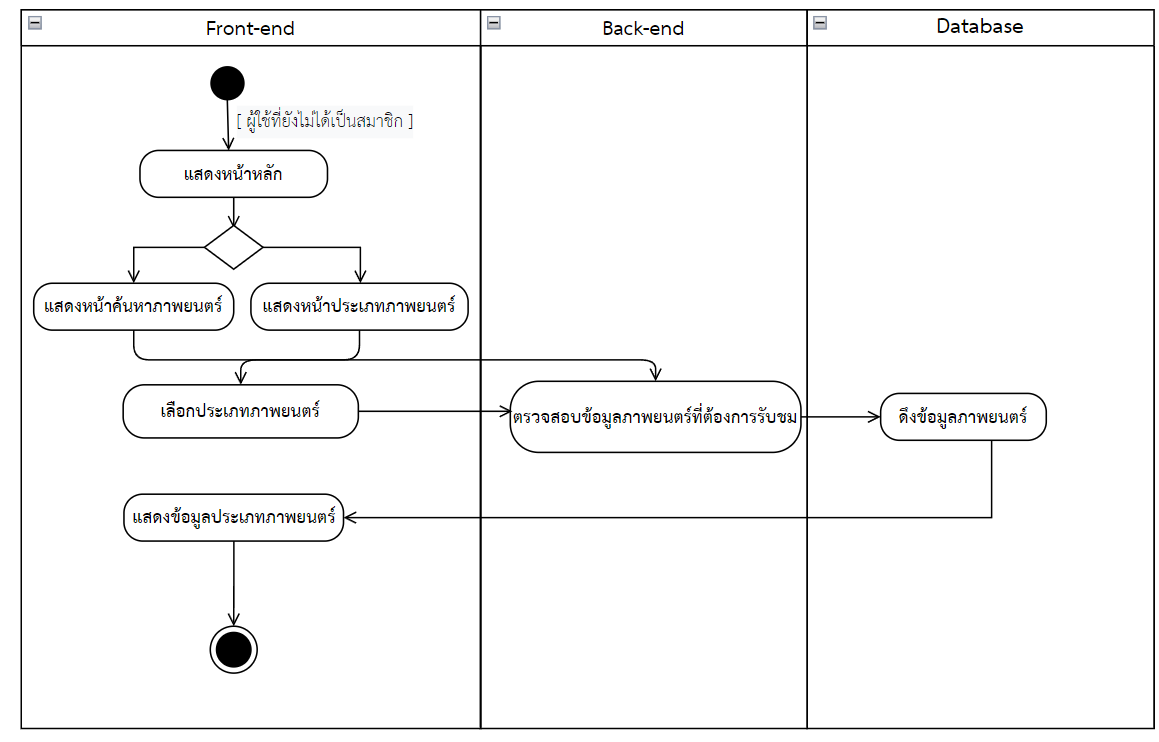 Front-end
Back-end
Database
[ ผู้ใช้ที่ยังไม่ได้เป็นสมาชิก ]
แสดงหน้าหลัก
แสดงหน้าค้นหาภาพยนตร์
แสดงหน้าประเภทภาพยนตร์
เลือกประเภทภาพยนตร์
ตรวจสอบข้อมูลภาพยนตร์ที่ต้องการรับชม
ดึงข้อมูลภาพยนตร์
แสดงข้อมูลประเภทภาพยนตร์